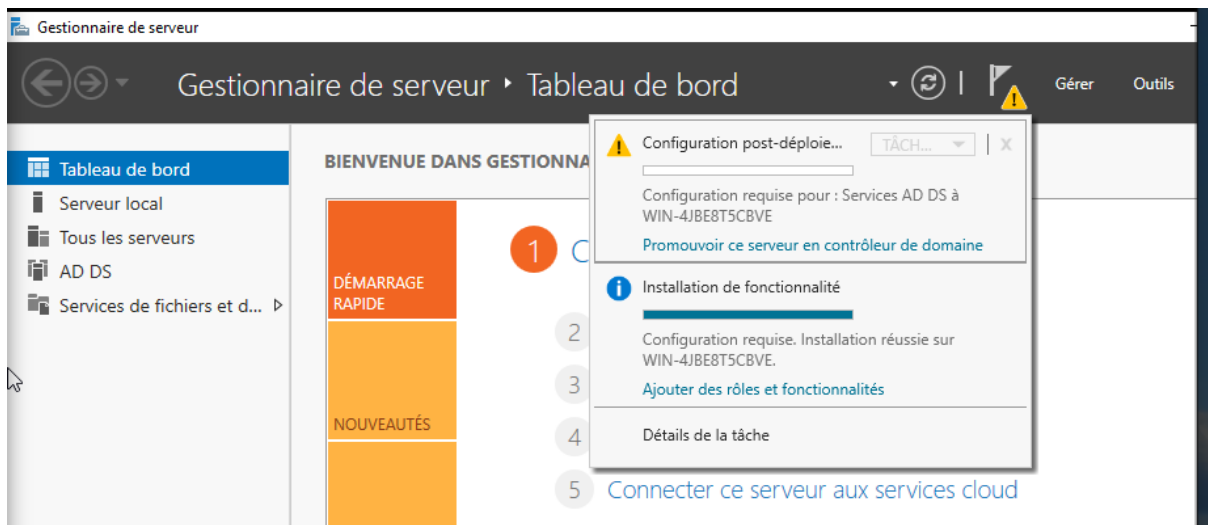 Gestionnaire de serveur
Gestionnaire de serveur • Tableau de bord
Gérer
Outils
Tableau de bord
Serveur local
Tous les serveurs
AD DS
Services de fichiers et d...
BIENVENUE DANS GESTIONNA
DÉMARRAGE
RAPIDE
NOUVEAUTÉS
1 C
2
3
4
5 Connecter ce serveur aux services cloud
Configuration post-déploie...
TÂCH...
X
Configuration requise pour : Services AD DS à
WIN-4JBE8T5CBVE
Promouvoir ce serveur en contrôleur de domaine
Installation de fonctionnalité
Configuration requise. Installation réussie sur
WIN-4JBE8T5CBVE.
Ajouter des rôles et fonctionnalités
Détails de la tâche